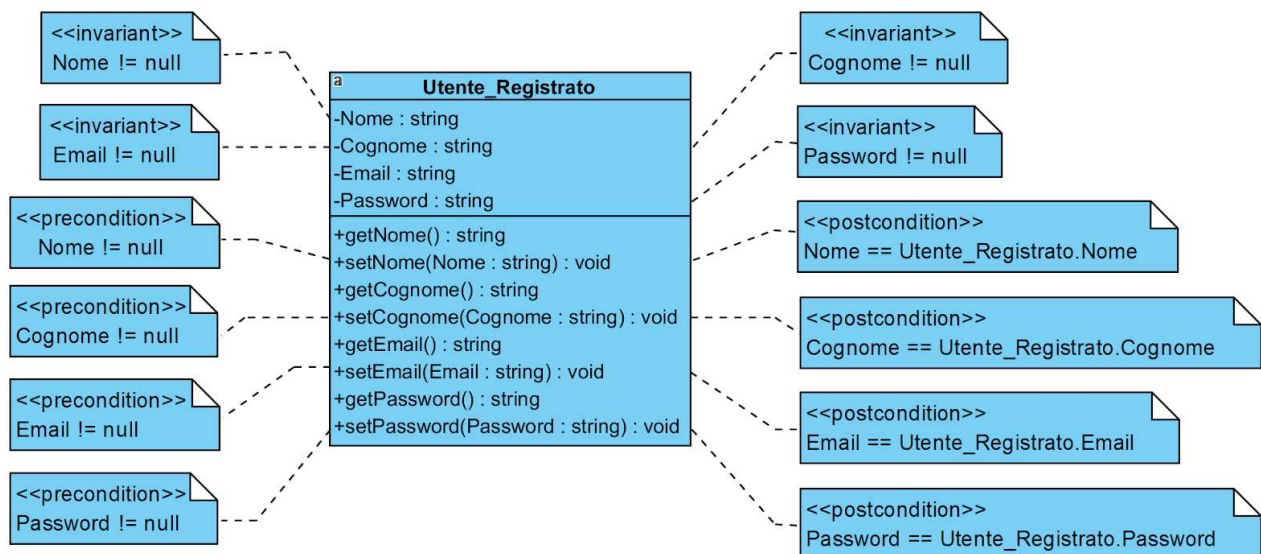 <<invariant>>
Nome != null
<<invariant>>
Email != null
<<precondition>>
Nome != null
<<precondition>>
Cognome != null
<<precondition>>
Email != null
<<precondition>>
Password != null
a
Utente_Registrato
-Nome : string
-Cognome : string
-Email : string
-Password : string
+getNome() : string
+setNome(Nome : string) : void
+getCognome() : string
+setCognome(Cognome : string) : void
+getEmail() : string
+setEmail(Email : string) : void
+getPassword() : string
+setPassword(Password : string) : void
<<invariant>>
Cognome != null
<<invariant>>
Password != null
<<postcondition>>
Nome == Utente_Registrato.Nome
<<postcondition>>
Cognome == Utente_Registrato.Cognome
<<postcondition>>
Email == Utente_Registrato.Email
<<postcondition>>
Password == Utente_Registrato.Password